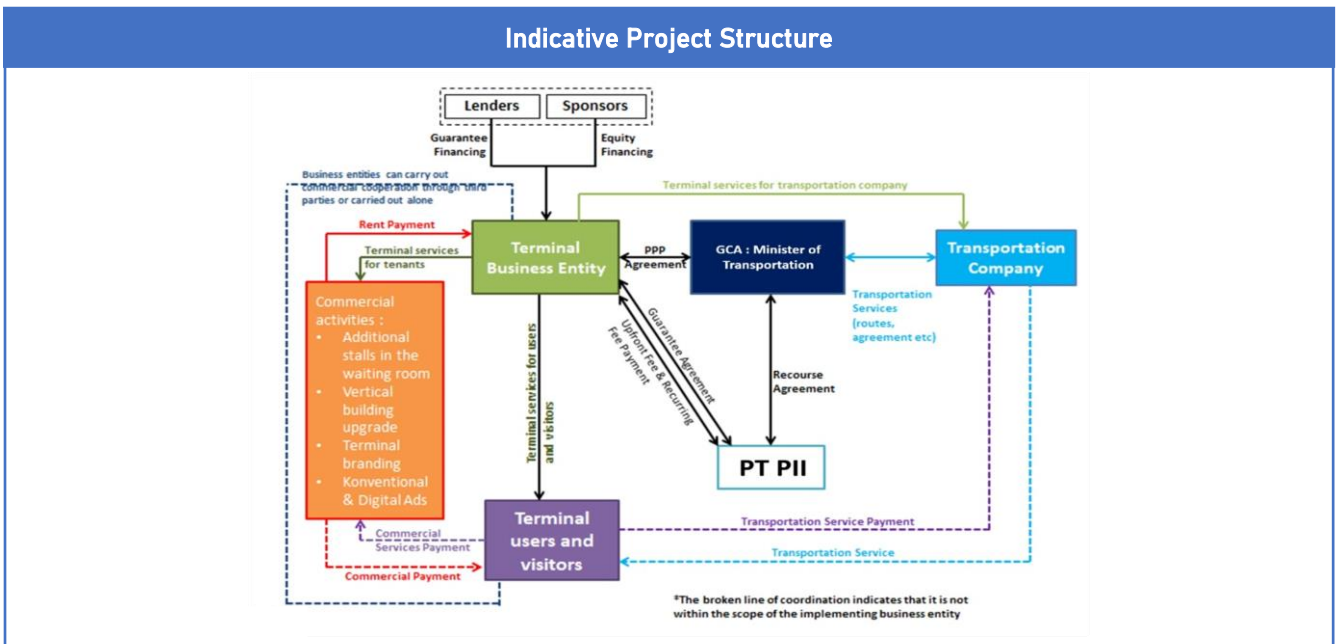 Indicative Project Structure
Lenders
Sponsors
Guarantee
Financing
Equity
Financing
Business entities can carry out
commercial cooperation through third
parties or carried out alone
Terminal services for transportation company
Rent Payment
Terminal services
for tenants
Terminal
Business Entity
PPP
Agreement
GCA : Minister of
Transportation
Transportation
Company
Transportation
Services
(routes,
agreement etc)
Commercial
activities :
• Additional
stalls in the
waiting room
• Vertical
building
upgrade
• Terminal
branding
• Konventional
& Digital Ads
Terminal services for users
and visitors
Guarantee Agreement
Upfront Fee & Recurring
Fee Payment
Recourse
Agreement
PT PII
Terminal
users and
visitors
Commercial
Services Payment
Commercial Payment
Transportation Service Payment
Transportation Service
*The broken line of coordination indicates that it is not
within the scope of the implementing business entity